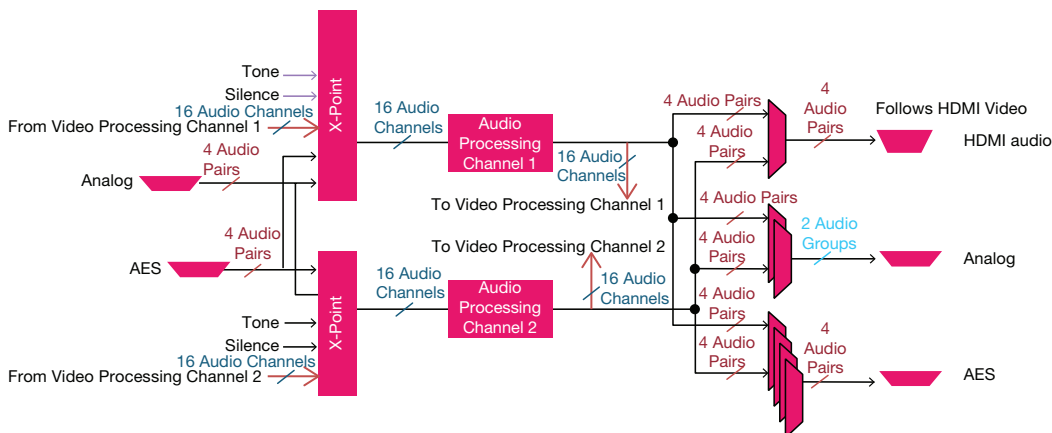 Tone
Silence
16 Audio Channels
From Video Processing Channel 1
4 Audio
Pairs
Analog
X-Point
16 Audio
Channels
Audio
Processing
Channel 1
16 Audio
Channels
To Video Processing Channel 1
4 Audio Pairs
4 Audio
Pairs
4
Audio
Pairs
Follows HDMI Video
HDMI audio
4 Audio
Pairs
AES
Tone
Silence
16 Audio Channels
From Video Processing Channel 2
X-Point
16 Audio
Channels
Audio
Processing
Channel 2
To Video Processing Channel 2
16 Audio
Channels
4 Audio Pairs
4 Audio
Pairs
2 Audio
Groups
Analog
4 Audio
Pairs
4 Audio
Pairs
4
Audio
Pairs
AES